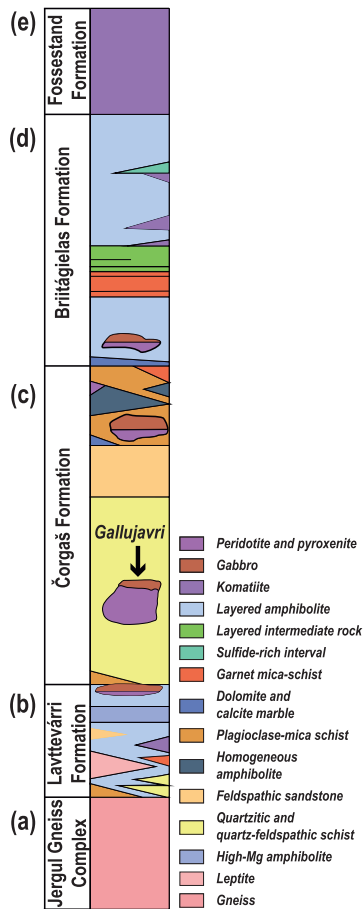 (e)
Fossestand
Formation
(d)
Briitágielas Formation
(c)
Čorgaš Formation
Gallujavri
(b)
Lavttevárri
Formation
(a)
Jergul Gneiss
Complex
Peridotite and pyroxenite
Gabbro
Komatiite
Layered amphibolite
Layered intermediate rock
Sulfide-rich interval
Garnet mica-schist
Dolomite and
calcite marble
Plagioclase-mica schist
Homogeneous
amphibolite
Feldspathic sandstone
Quartzitic and
quartz-feldspathic schist
High-Mg amphibolite
Leptite
Gneiss